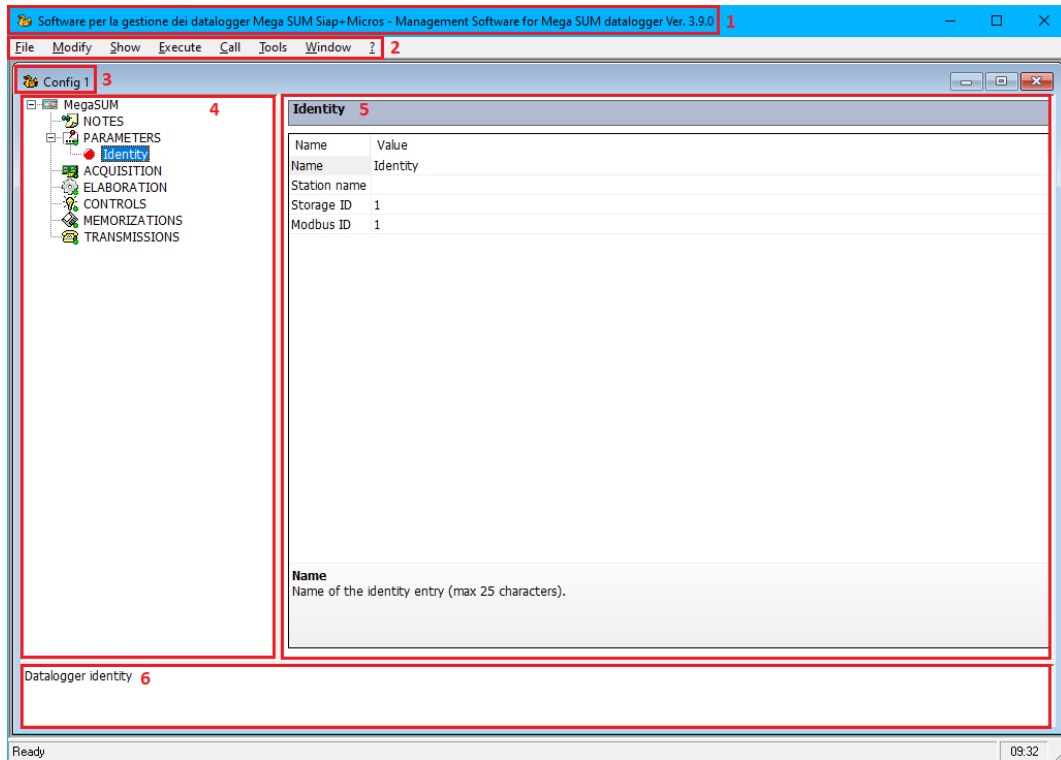 Software per la gestione dei datalogger Mega SUM Siap+Micros - Management Software for Mega SUM datalogger Ver. 3.9.0 1
File Modify Show Execute Call Tools Window ? 2
Config 1 3
MegaSUM 4
NOTES
PARAMETERS
Identity
ACQUISITION
ELABORATION
CONTROLS
MEMORIZATIONS
TRANSMISSIONS
Identity 5
Name Value
Name Identity
Station name
Storage ID 1
Modbus ID 1
Name
Name of the identity entry (max 25 characters).
Datalogger identity 6
Ready 09:32